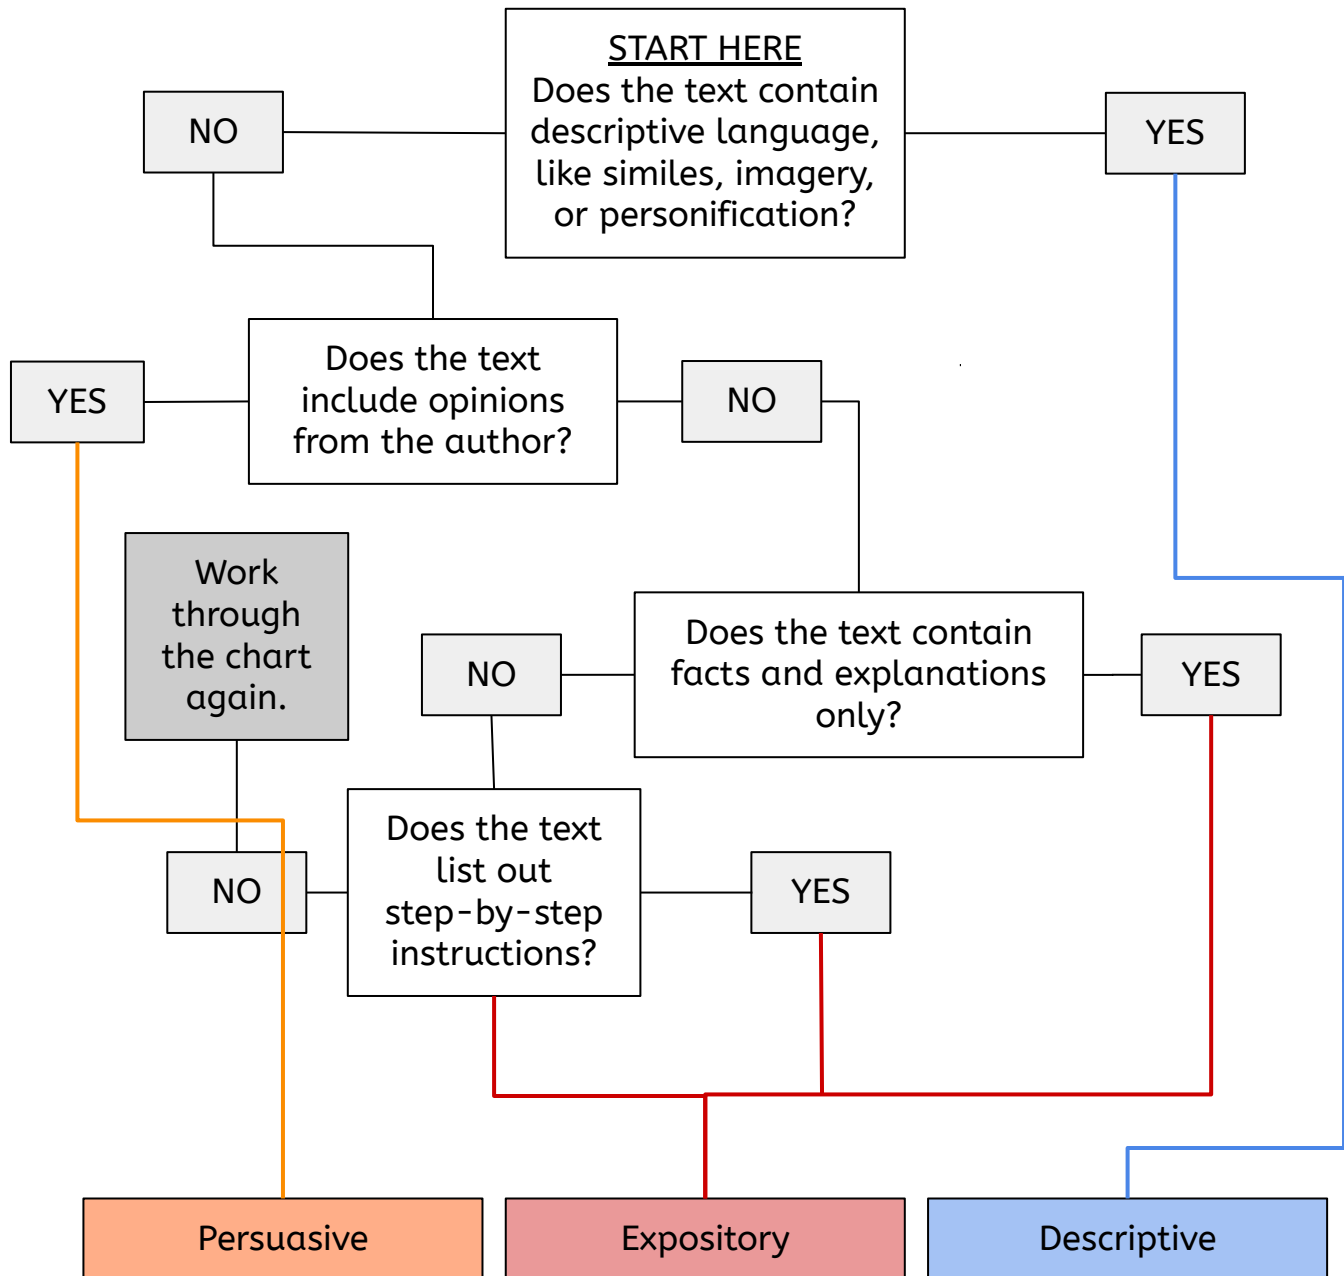 START HERE
Does the text contain
descriptive language,
like similes, imagery,
or personification?
NO
YES
Does the text
include opinions
from the author?
YES
NO
Work
through
the chart
again.
Does the text contain
facts and explanations
only?
NO
YES
Does the text
list out
step-by-step
instructions?
NO
YES
Persuasive
Expository
Descriptive